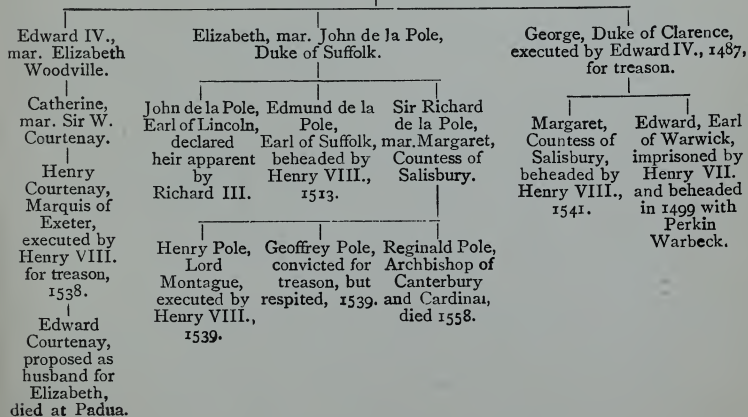 Edward IV.,
mar. Elizabeth
Woodville.
Catherine,
mar. Sir W.
Courtenay.
Henry
Courtenay,
Marquis of
Exeter,
executed by
Henry VIII.
for treason,
1538.
Edward
Courtenay,
proposed as
husband for
Elizabeth,
died at Padua.
Elizabeth, mar. John de la Pole,
Duke of Suffolk.
John de la Pole,
Earl of Lincoln,
declared
heir apparent
by
Richard III.
Edmund de la
Pole,
Earl of Suffolk,
beheaded by
Henry VIII.,
1513.
Sir Richard
de la Pole,
mar. Margaret,
Countess of
Salisbury.
Henry Pole,
Lord
Montague,
executed by
Henry VIII.,
1539.
Geoffrey Pole,
convicted for
treason, but
respited, 1539.
Reginald Pole,
Archbishop of
Canterbury
and Cardinal,
died 1558.
George, Duke of Clarence,
executed by Edward IV., 1487,
for treason.
Margaret,
Countess of
Salisbury,
beheaded by
Henry VIII.,
1541.
Edward, Earl
of Warwick,
imprisoned by
Henry VII.
and beheaded
in 1499 with
Perkin
Warbeck.